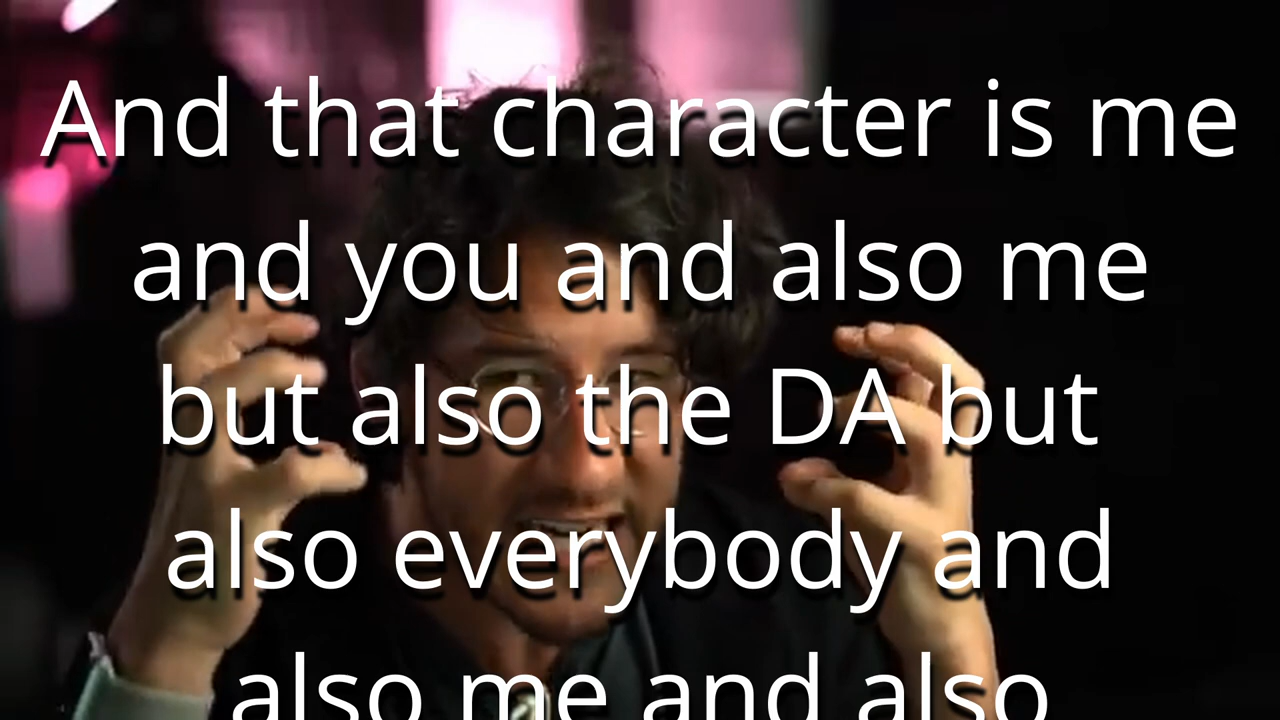 And that character is me
and you and also me
but also the DA but
also everybody and
also me and also